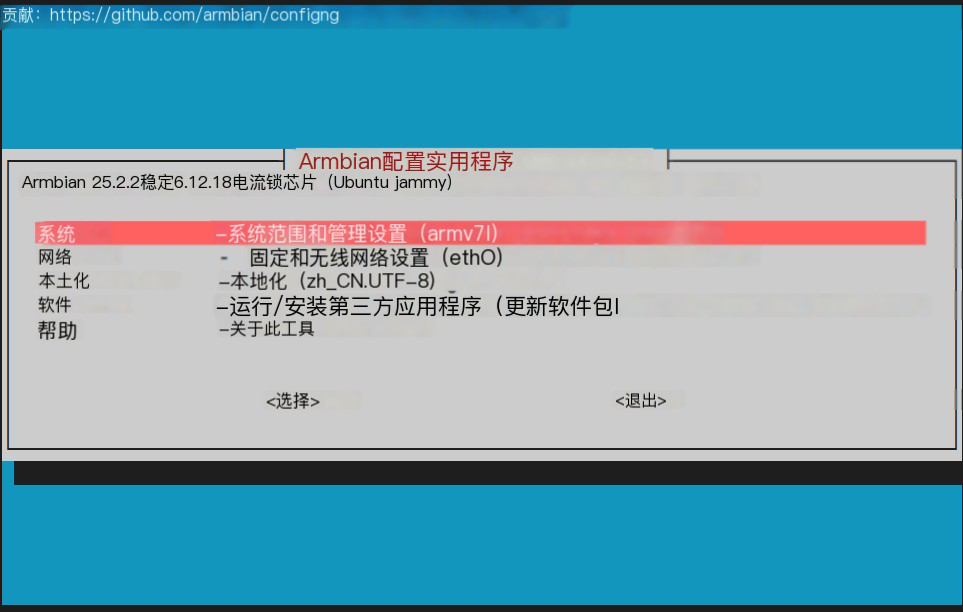 贡献：https://github.com/armbian/configng
Armbian配置实用程序
Armbian 25.2.2稳定6.12.18电流锁芯片（Ubuntu jammy）
系统 -系统范围和管理设置（armv7l）
网络 - 固定和无线网络设置（ethO）
本土化 -本地化（zh_CN.UTF-8）
软件 -运行/安装第三方应用程序（更新软件包l
帮助 -关于此工具
<选择> <退出>